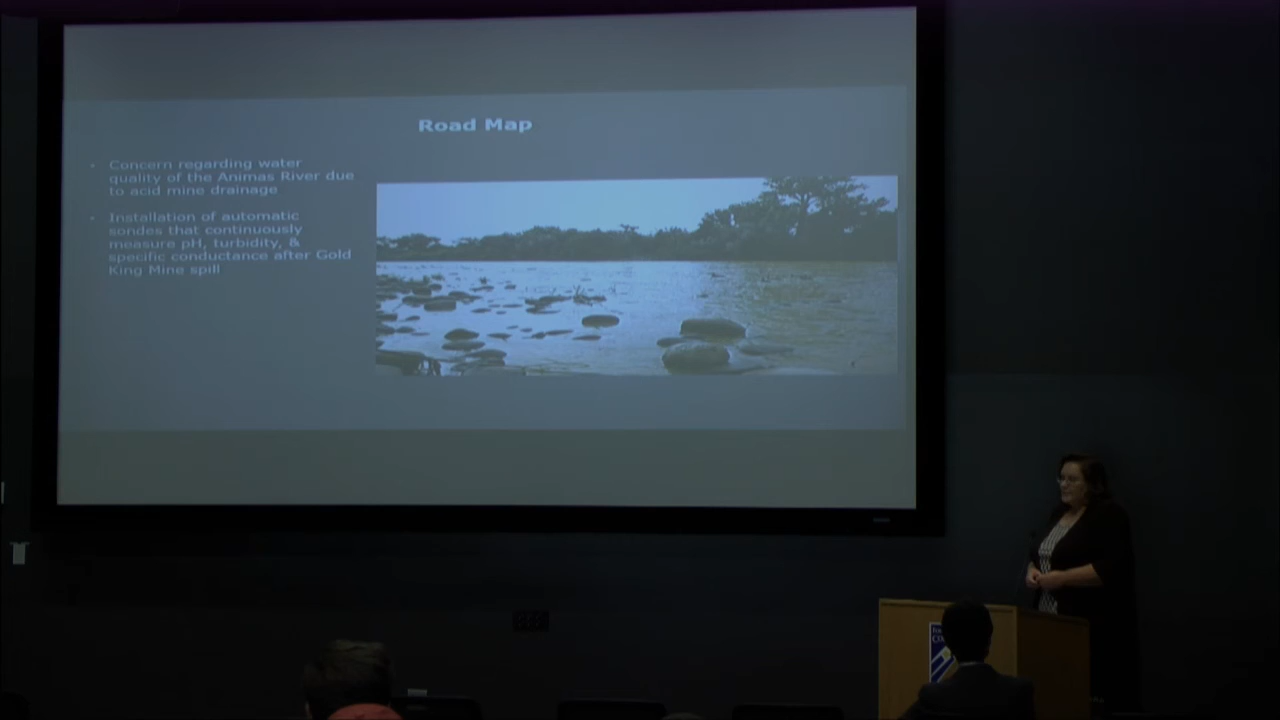 Road Map
• Concern regarding water
quality of the Animas River due
to acid mine drainage
• Installation of automatic
sondes that continuously
measure pH, turbidity, &
specific conductance after Gold
King Mine spill